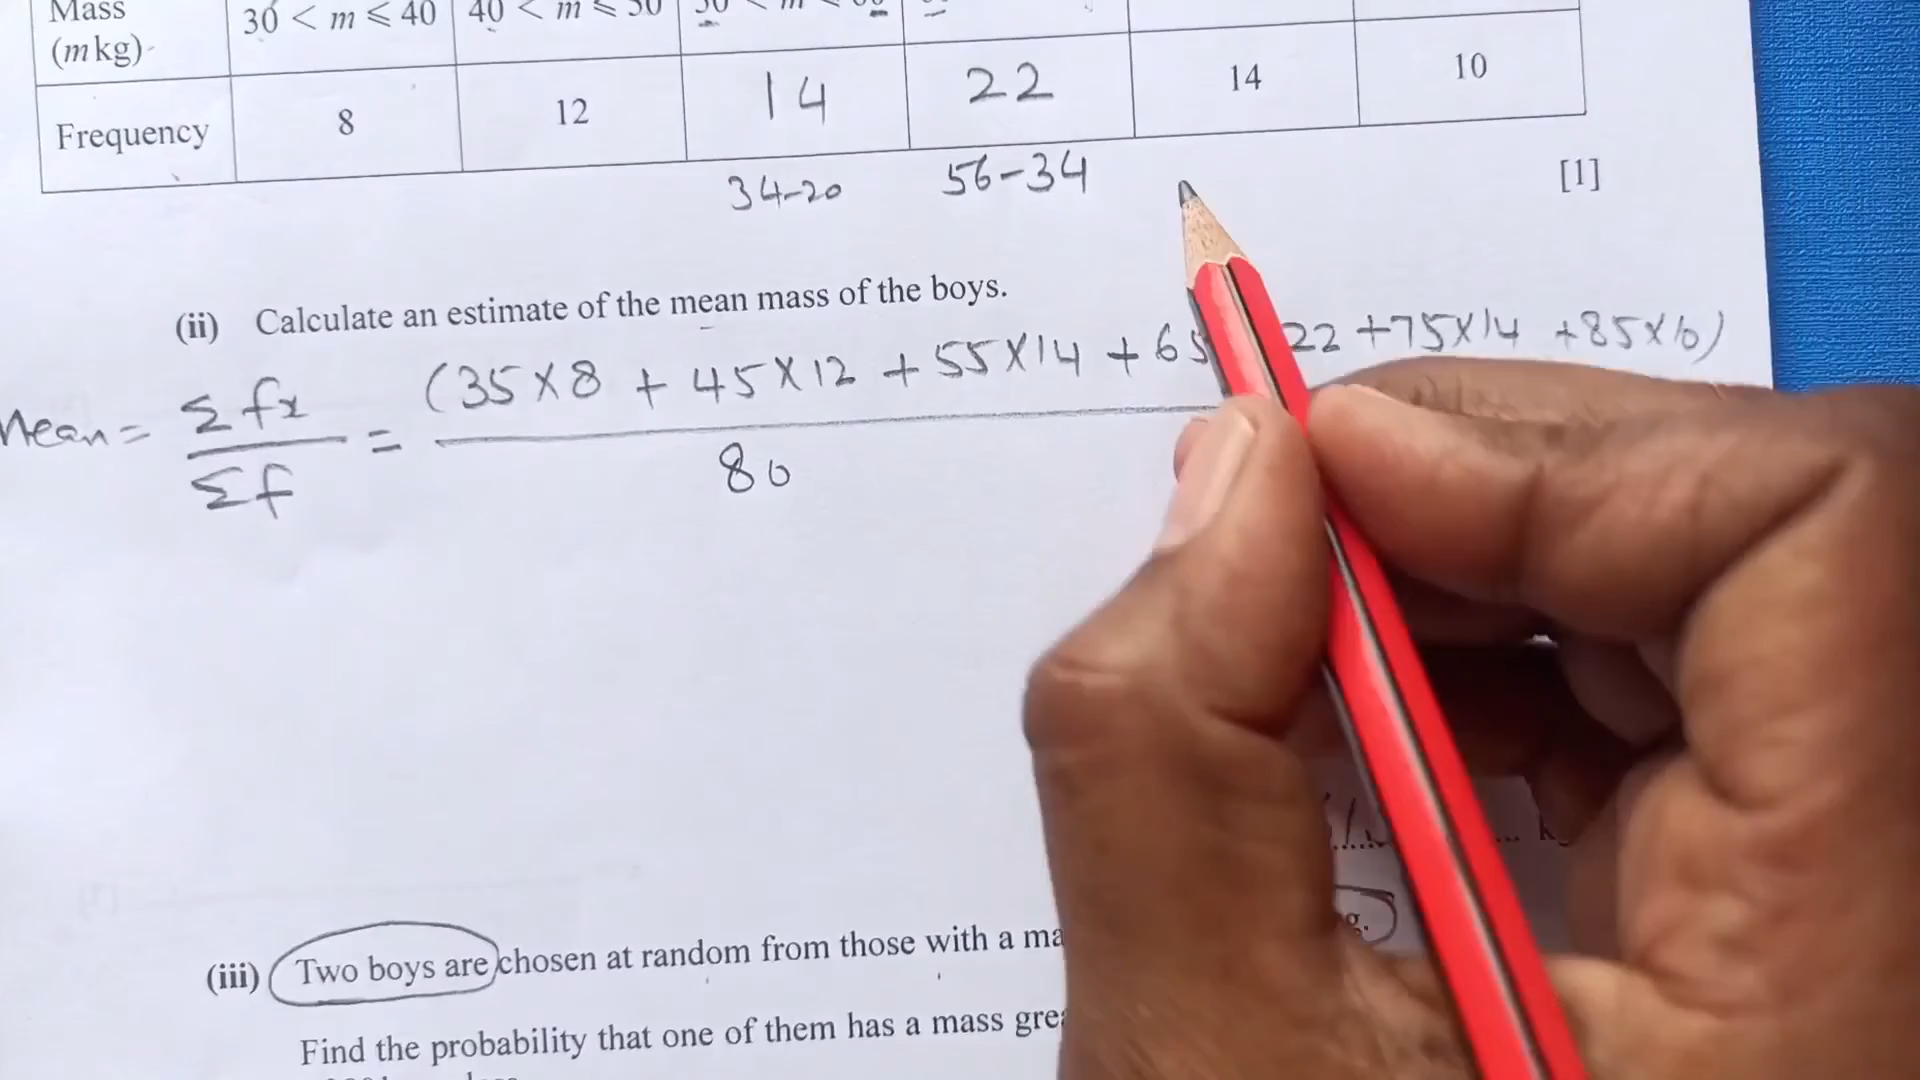 Mass
(m kg)
30 < m ⩽ 40 40 < m ⩽ 50
Frequency 8 12 14 22 14 10
34-20 56-34
[1]
(ii) Calculate an estimate of the mean mass of the boys.
Mean = Σfx / Σf = (35×8 + 45×12 + 55×14 + 65 22 +75×14 +85×10) / 80
(iii) Two boys are chosen at random from those with a
Find the probability that one of them has a mass